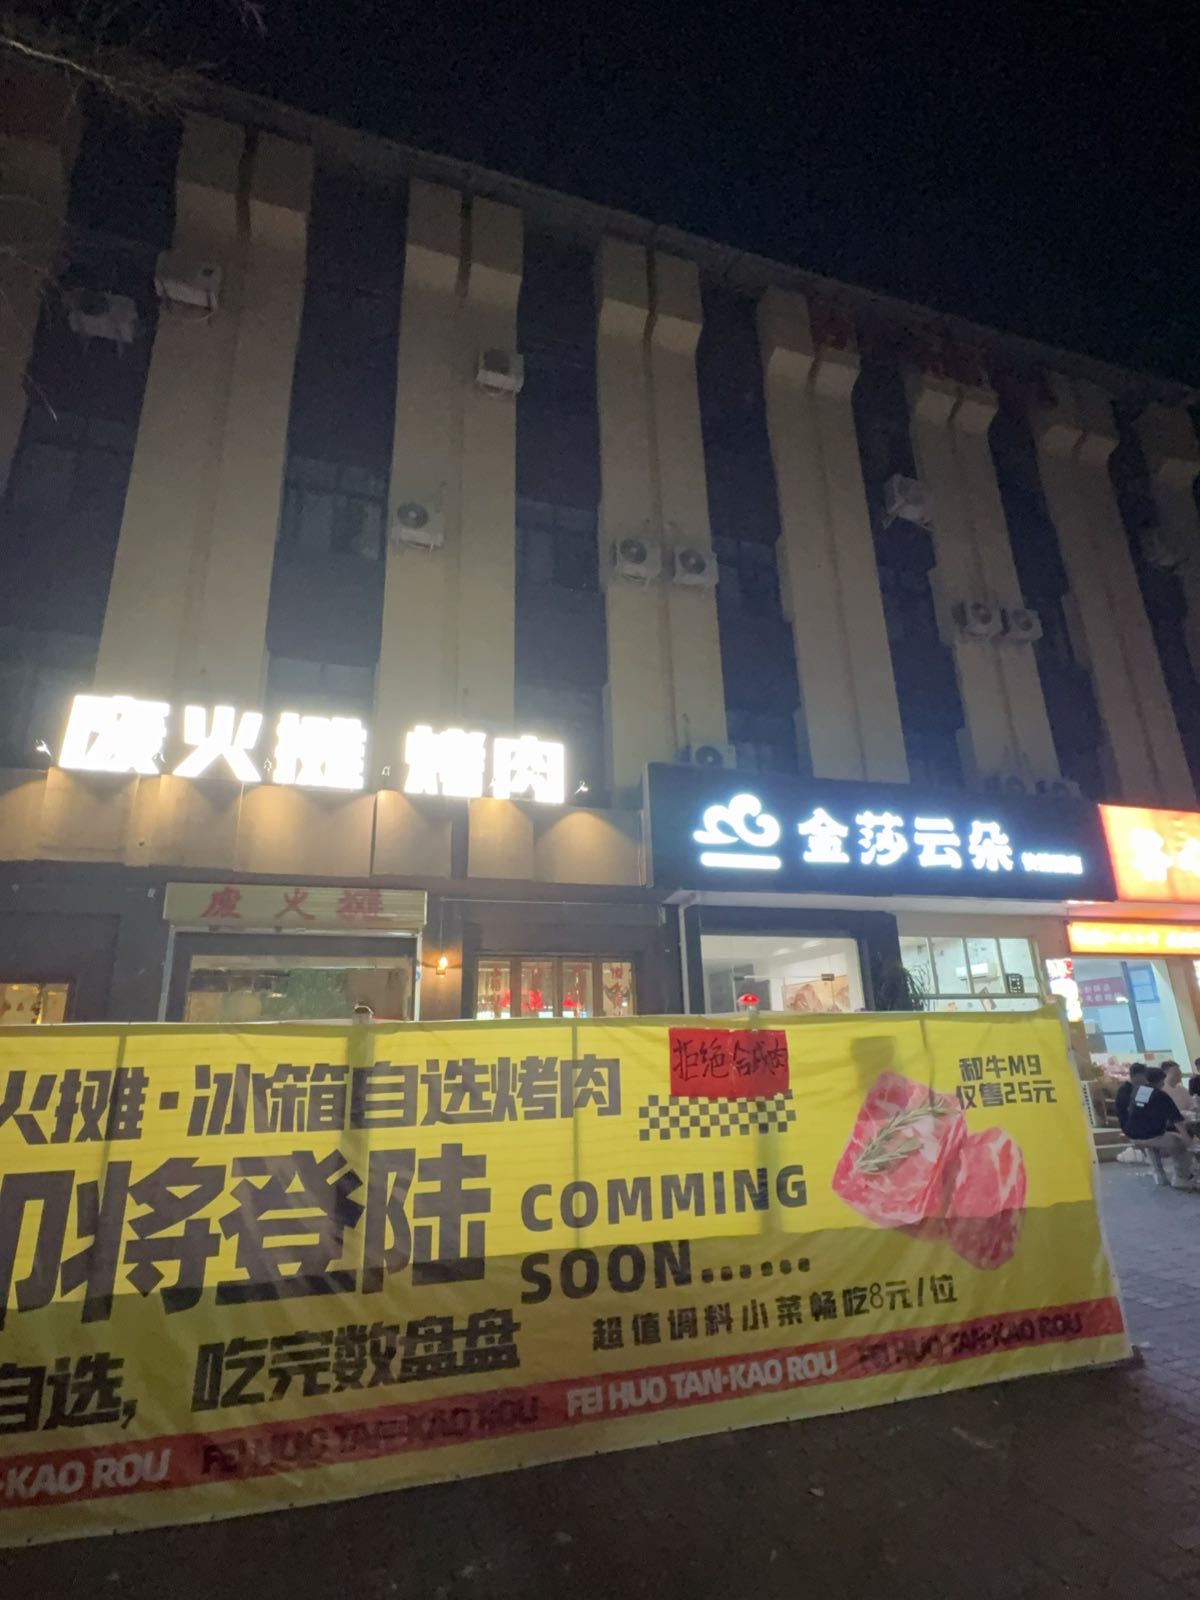 废火摊 烤肉
金莎云朵
废火摊
拒绝合成肉
火摊·冰箱自选烤肉
和牛M9
仅售25元
即将登陆
COMMING
SOON......
自选，吃完数盘盘
超值调料小菜畅吃8元/位
KAO ROU FEI HUO TAN·KAO ROU FEI HUO TAN·KAO ROU FEI HUO TAN·KAO ROU